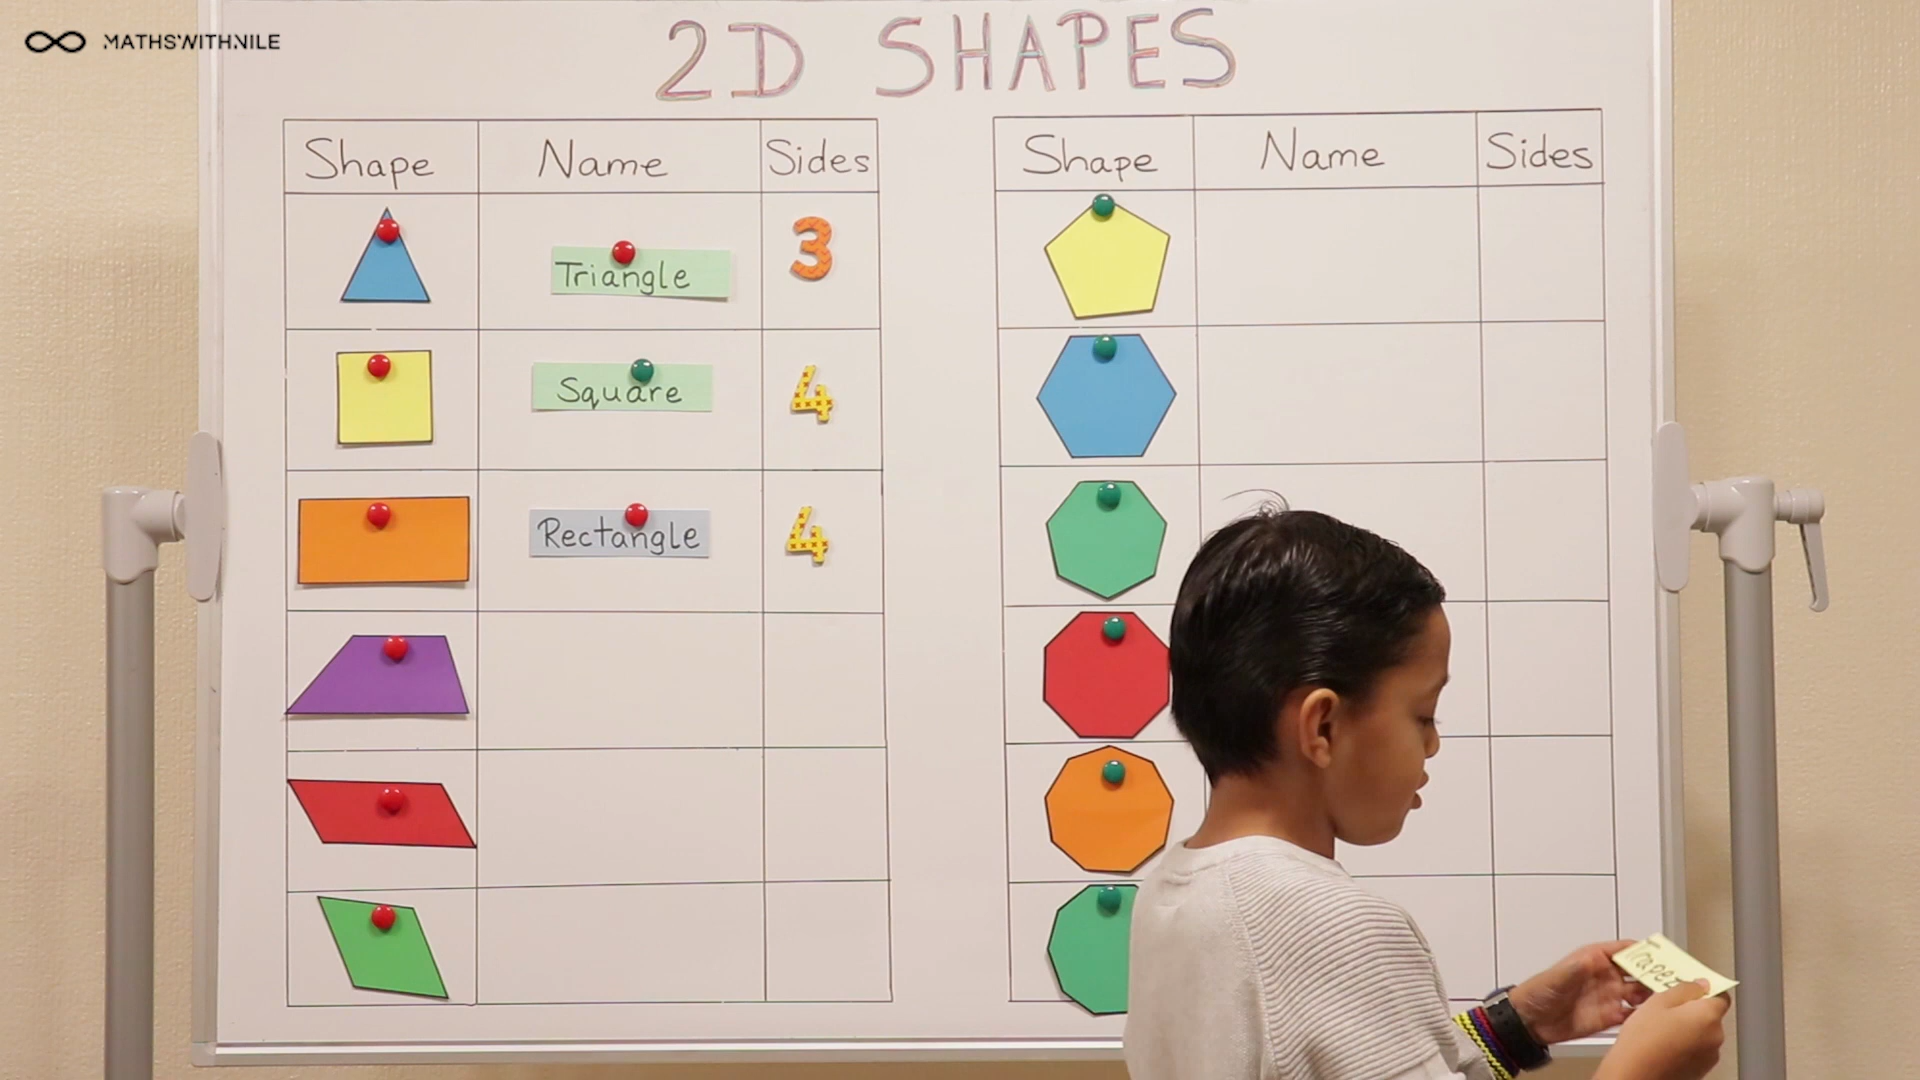 MATHSWITHNILE
2D SHAPES
Shape Name Sides
Triangle 3
Square 4
Rectangle 4
Shape Name Sides